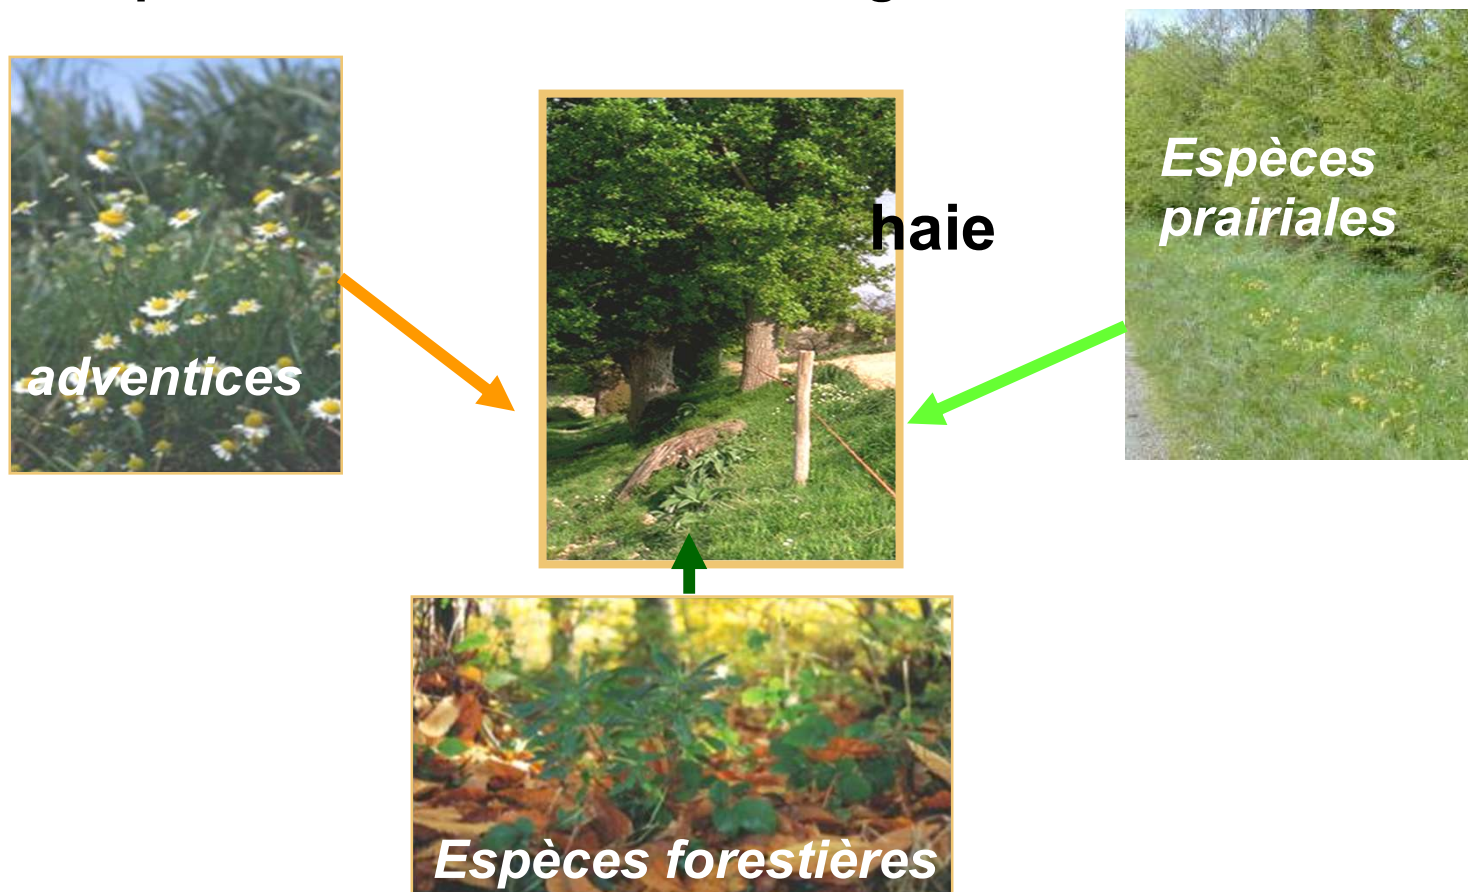 haie
Espèces
prairiales
adventices
Espèces forestières